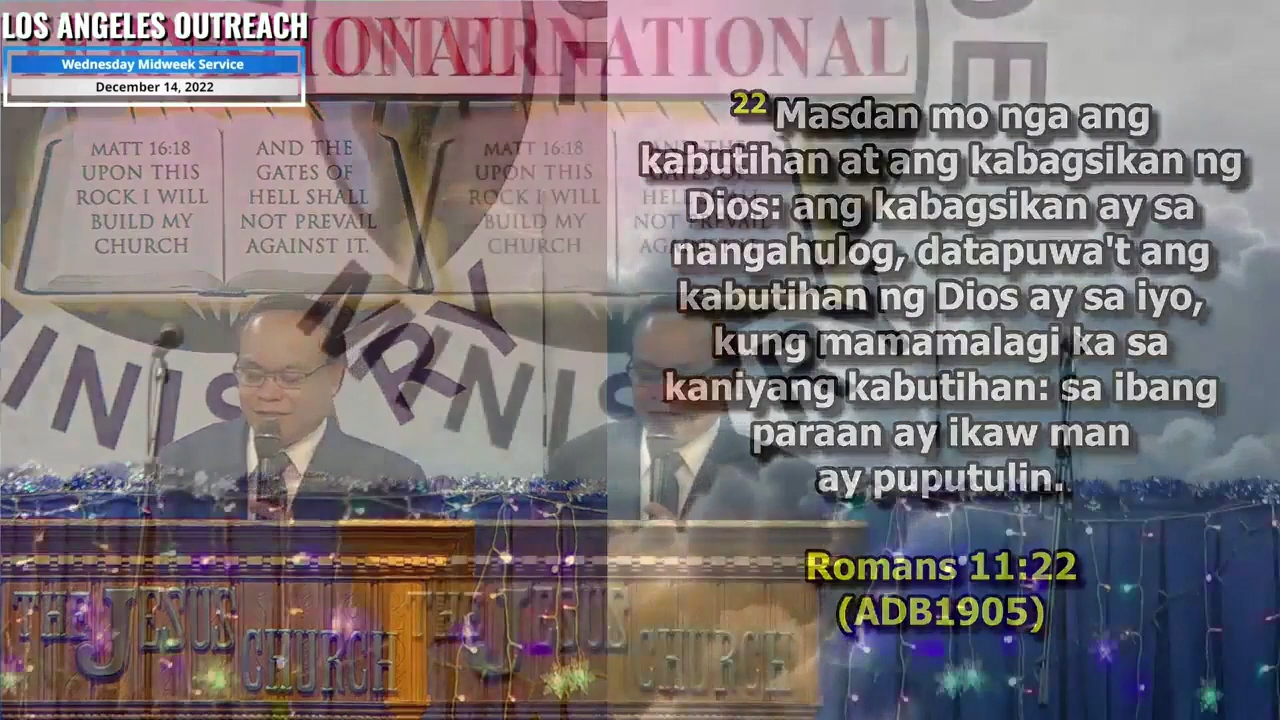 LOS ANGELES OUTREACH
Wednesday Midweek Service
December 14, 2022
INTERNATIONAL
MATT 16:18
UPON THIS
ROCK I WILL
BUILD MY
CHURCH
AND THE
GATES OF
HELL SHALL
NOT PREVAIL
AGAINST IT.
MATT 16:18
UPON THIS
ROCK I WILL
BUILD MY
CHURCH
THE JESUS
CHURCH
THE JESUS
CHURCH
22 Masdan mo nga ang
kabutihan at ang kabagsikan ng
Dios: ang kabagsikan ay sa
nangahulog, datapuwa't ang
kabutihan ng Dios ay sa iyo,
kung mamamalagi ka sa
kaniyang kabutihan: sa ibang
paraan ay ikaw man
ay puputulin.
Romans 11:22
(ADB1905)